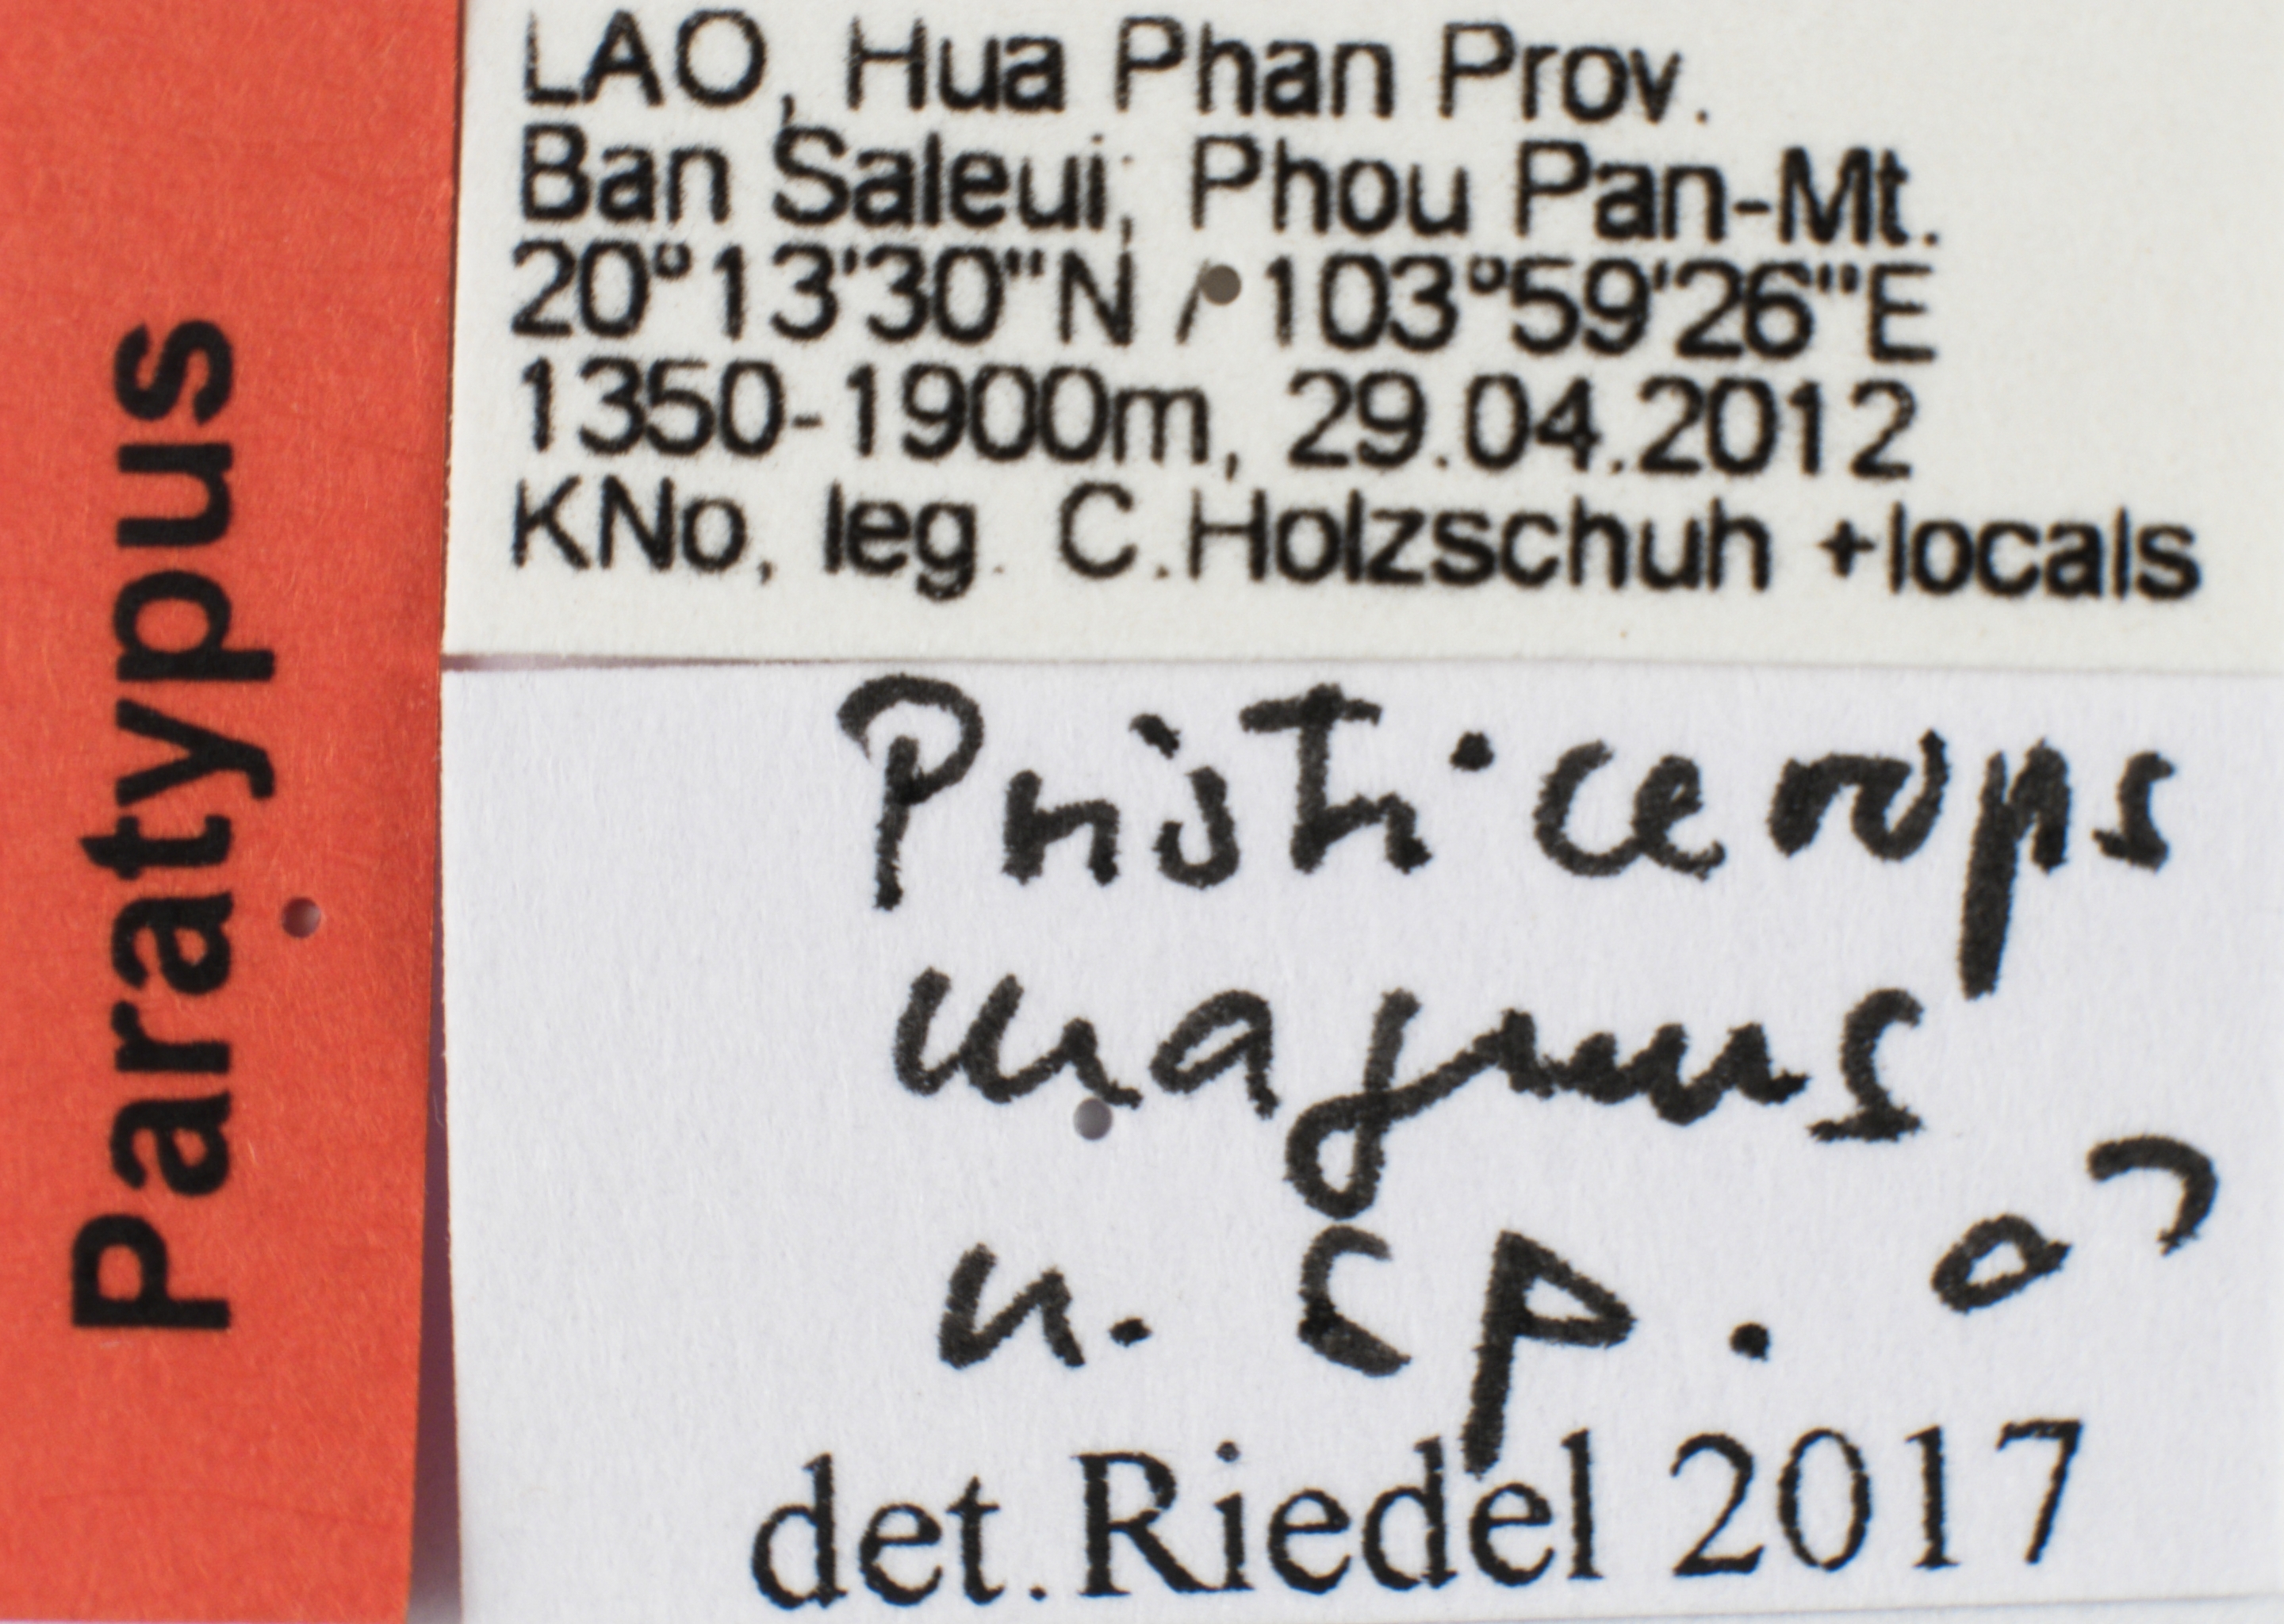 Paratypus
LAO, Hua Phan Prov.
Ban Saleui, Phou Pan-Mt.
20°13'30"N / 103°59'26"E
1350-1900m, 29.04.2012
KNo, leg. C.Holzschuh +locals
Pristicerops
magnus
n. sp. ♂
det. Riedel 2017